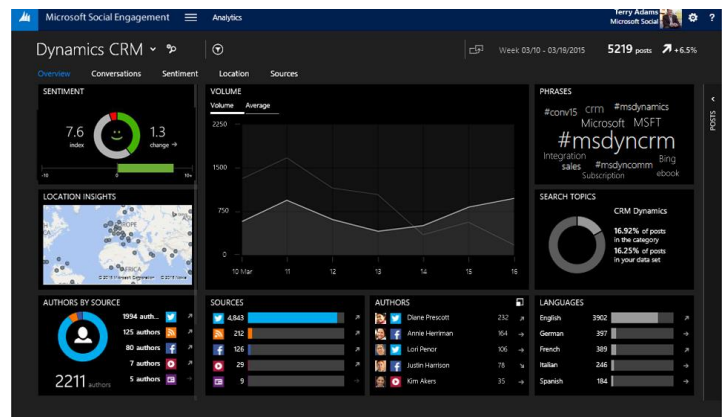 Microsoft Social Engagement
Analytics
Terry Adams
Microsoft Social
?
Dynamics CRM
Week 03/10 - 03/19/2015
5219 posts
+6.5%
Overview
Conversations
Sentiment
Location
Sources
POSTS
SENTIMENT
7.6
index
1.3
change
-10
0
10+
VOLUME
Volume
Average
2250
1500
750
0
10 Mar
11
12
13
14
15
16
PHRASES
#conv15 crm #msdynamics
Microsoft MSFT
#msdyncrm
Integration
Bing
sales #msdyncomm
Subscription ebook
LOCATION INSIGHTS
EUROPE
AFRICA
SEARCH TOPICS
CRM Dynamics
16.92% of posts
in the category
16.25% of posts
in your data set
AUTHORS BY SOURCE
1994 auth...
125 authors
80 authors
7 authors
5 authors
2211 authors
SOURCES
4,843
212
126
29
9
AUTHORS
Diane Prescott 232
Annie Herriman 164
Lori Penor 106
Justin Harrison 78
Kim Akers 35
LANGUAGES
English 3902
German 397
French 389
Italian 246
Spanish 184